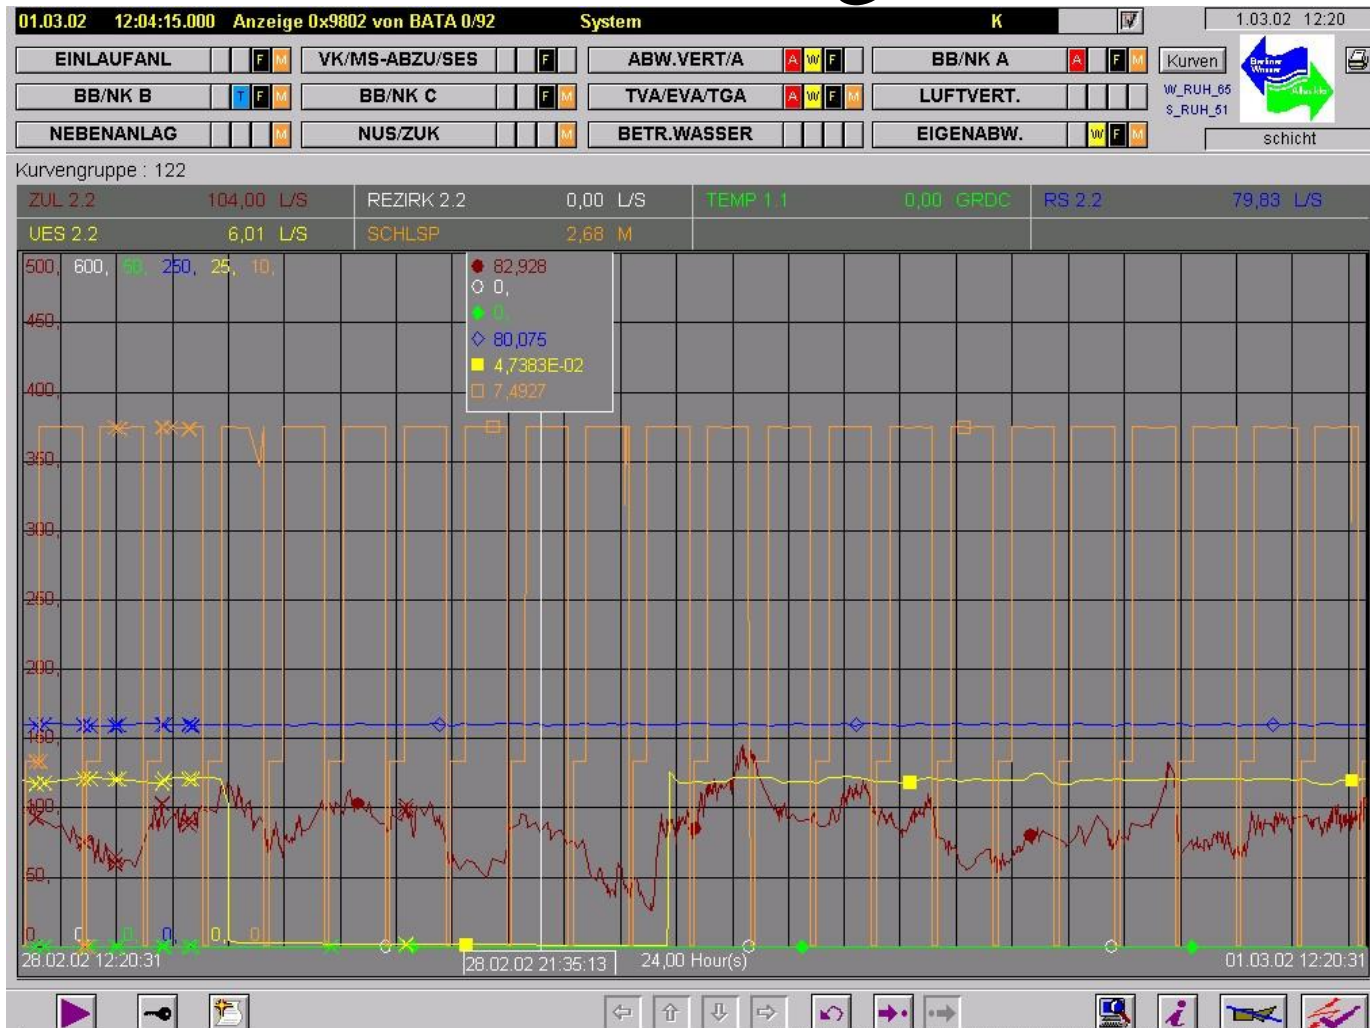 01.03.02 12:04:15.000 Anzeige 0x9802 von BATA 0/92 System K
1.03.02 12:20
EINLAUFANL F M VK/MS-ABZU/SES F ABW.VERT/A A W F BB/NK A A F M Kurven
Berliner Wasser
BB/NK B T F M BB/NK C F M TVA/EVA/TGA A W F M LUFTVERT.
W_RUH_65
S_RUH_51
NEBENANLAG M NUS/ZUK M BETR.WASSER EIGENABW. W F M schicht
Kurvengruppe : 122
ZUL 2.2 104,00 L/S REZIRK 2.2 0,00 L/S TEMP 1.1 0,00 GRDC RS 2.2 79,83 L/S
UES 2.2 6,01 L/S SCHLSP 2,68 M
500, 600, 50, 250, 25, 10,
82,928
0,
0,
80,075
4,7383E-02
7,4927
450,
400,
350,
300,
250,
200,
150,
100,
50,
0, 0, 0, 0, 0, 0,
28.02.02 12:20:31 28.02.02 21:35:13 24,00 Hour(s) 01.03.02 12:20:31
i